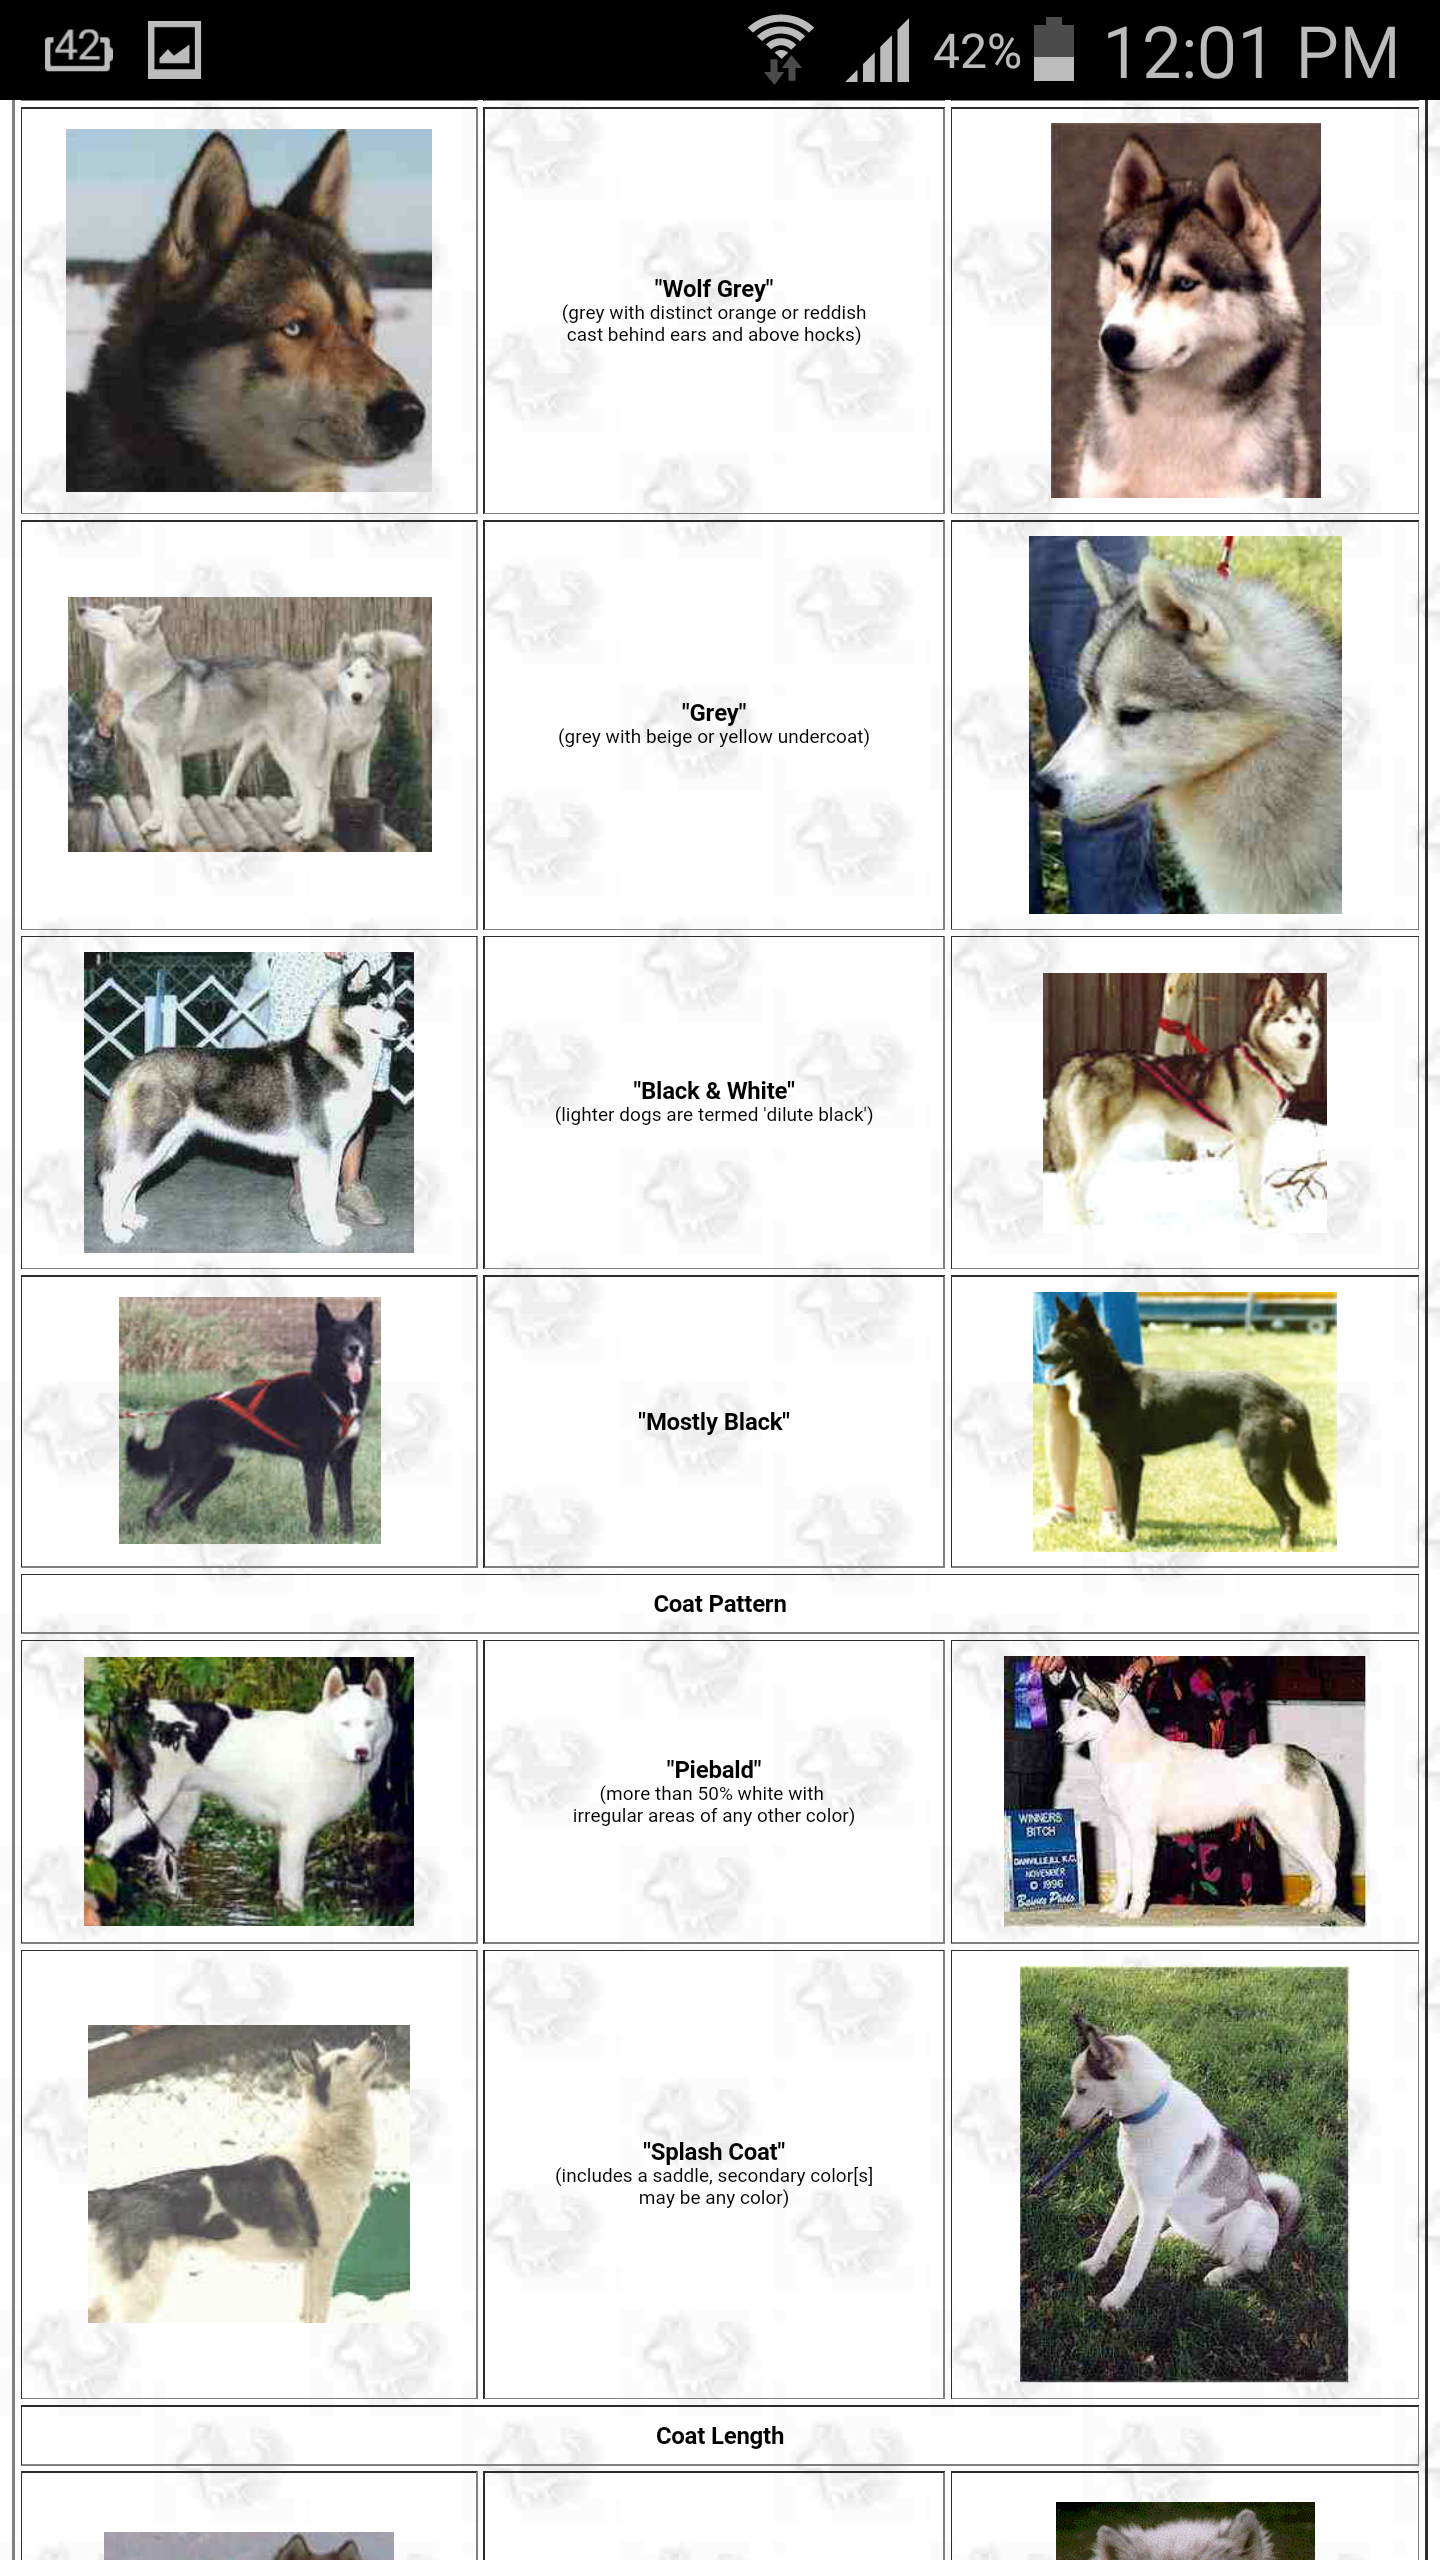 42
42%
12:01 PM
"Wolf Grey"
(grey with distinct orange or reddish
cast behind ears and above hocks)
"Grey"
(grey with beige or yellow undercoat)
"Black & White"
(lighter dogs are termed 'dilute black')
"Mostly Black"
Coat Pattern
"Piebald"
(more than 50% white with
irregular areas of any other color)
WINNERS
BITCH
DANVILLE,ILL K.C.
NOVEMBER
© 1996
"Splash Coat"
(includes a saddle, secondary color[s]
may be any color)
Coat Length